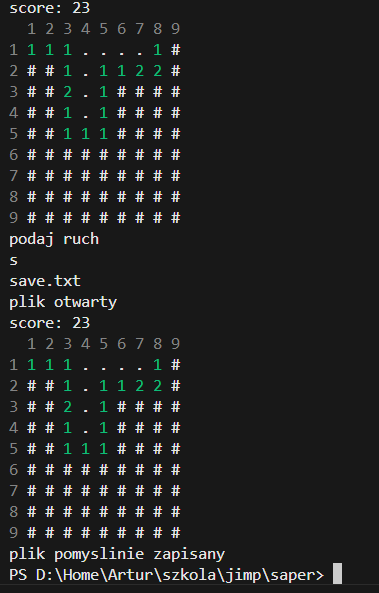 score: 23
1 2 3 4 5 6 7 8 9
1 1 1 1 . . . . 1 #
2 # # 1 . 1 1 2 2 #
3 # # 2 . 1 # # # #
4 # # 1 . 1 # # # #
5 # # 1 1 1 # # # #
6 # # # # # # # # #
7 # # # # # # # # #
8 # # # # # # # # #
9 # # # # # # # # #
podaj ruch
s
save.txt
plik otwarty
score: 23
1 2 3 4 5 6 7 8 9
1 1 1 1 . . . . 1 #
2 # # 1 . 1 1 2 2 #
3 # # 2 . 1 # # # #
4 # # 1 . 1 # # # #
5 # # 1 1 1 # # # #
6 # # # # # # # # #
7 # # # # # # # # #
8 # # # # # # # # #
9 # # # # # # # # #
plik pomyslinie zapisany
PS D:\Home\Artur\szkola\jimp\saper>